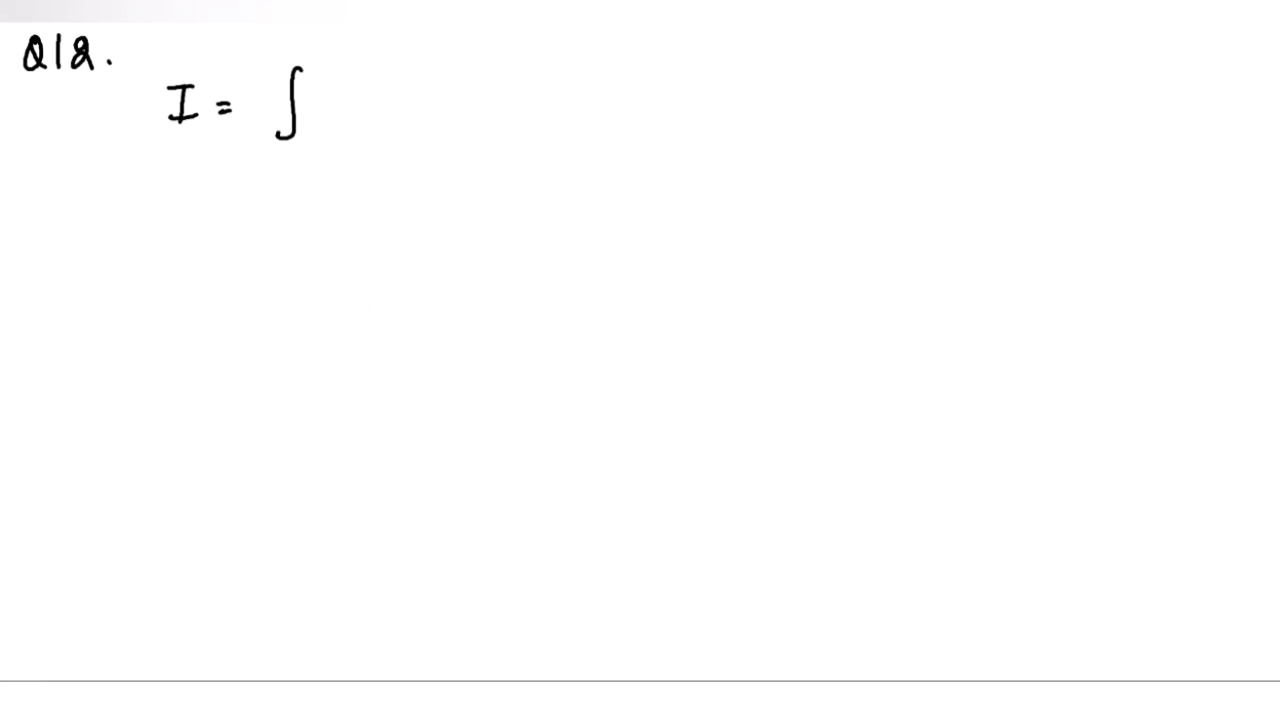 Q12.
I = ∫